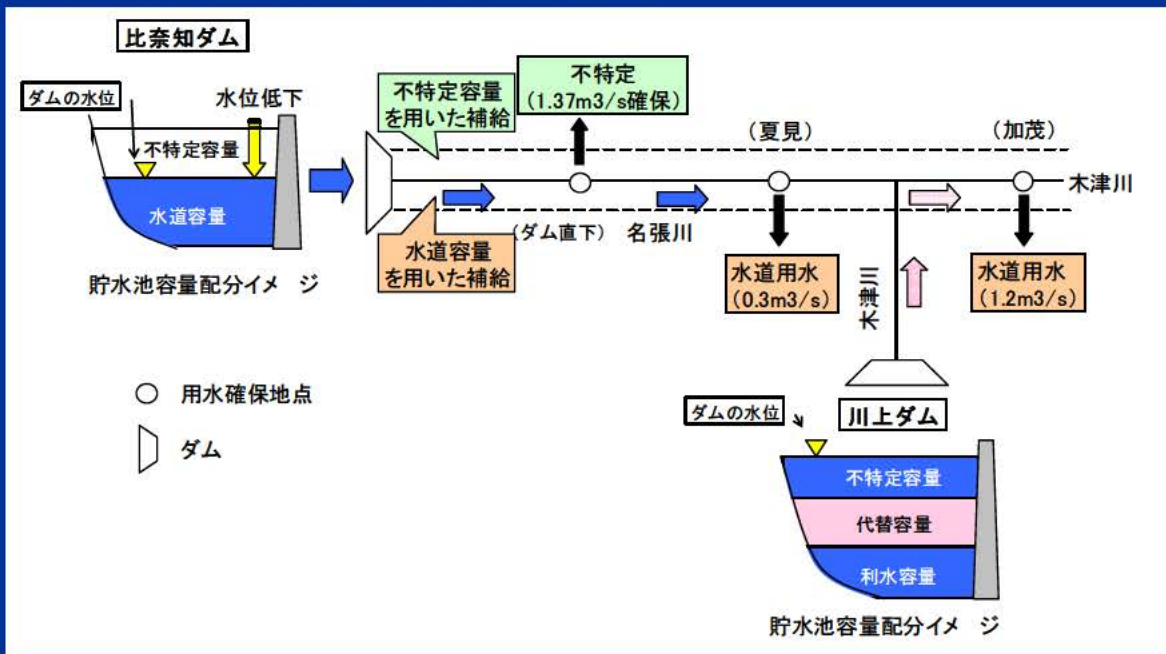 比奈知ダム
ダムの水位
水位低下
不特定容量
水道容量
貯水池容量配分イメージ
不特定容量
を用いた補給
不特定
(1.37m3/s確保)
(夏見)
(加茂)
木津川
(ダム直下)
名張川
水道容量
を用いた補給
水道用水
(0.3m3/s)
木津川
水道用水
(1.2m3/s)
用水確保地点
ダム
ダムの水位
川上ダム
不特定容量
代替容量
利水容量
貯水池容量配分イメージ